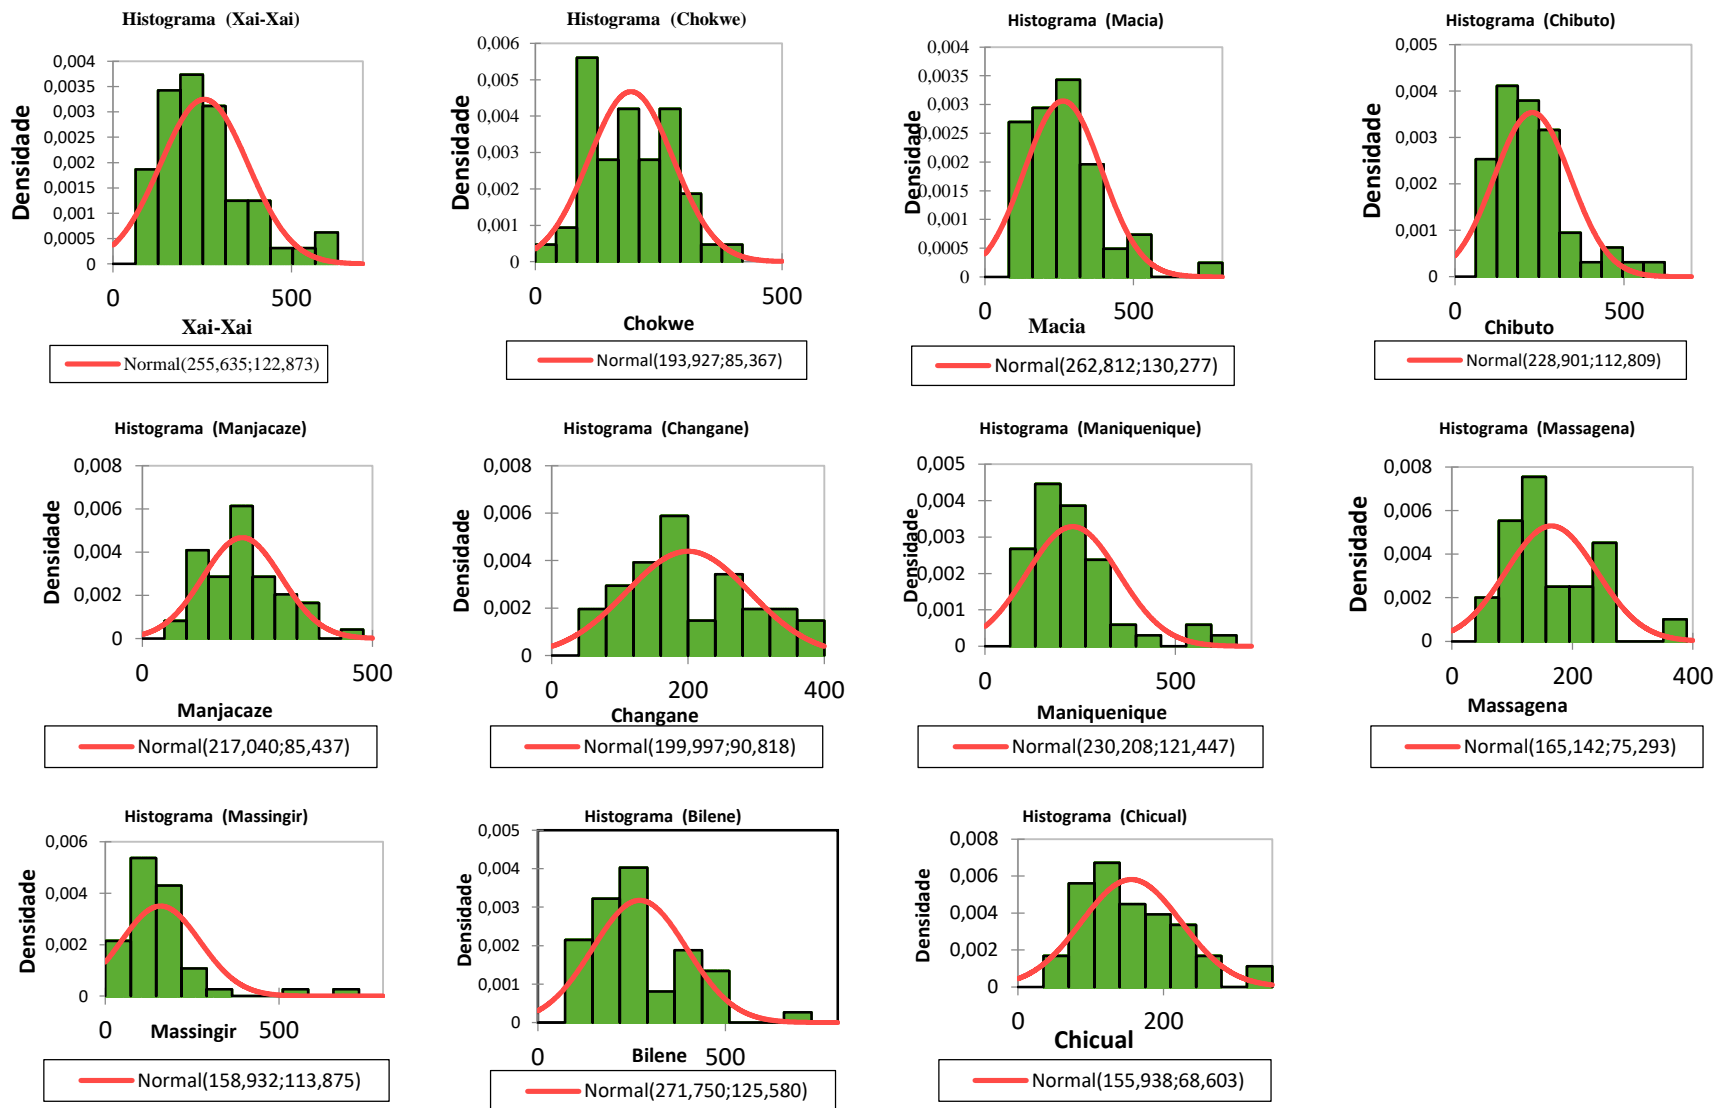 Histograma (Xai-Xai)
Densidade
0,004
0,0035
0,003
0,0025
0,002
0,0015
0,001
0,0005
0
0 500
Xai-Xai
Normal(255,635;122,873)
Histograma (Chokwe)
Densidade
0,006
0,005
0,004
0,003
0,002
0,001
0
0 500
Chokwe
Normal(193,927;85,367)
Histograma (Macia)
Densidade
0,004
0,0035
0,003
0,0025
0,002
0,0015
0,001
0,0005
0
0 500
Macia
Normal(262,812;130,277)
Histograma (Chibuto)
Densidade
0,005
0,004
0,003
0,002
0,001
0
0 500
Chibuto
Normal(228,901;112,809)
Histograma (Manjacaze)
Densidade
0,008
0,006
0,004
0,002
0
0 500
Manjacaze
Normal(217,040;85,437)
Histograma (Changane)
Densidade
0,008
0,006
0,004
0,002
0
0 200 400
Changane
Normal(199,997;90,818)
Histograma (Maniquenique)
Densidade
0,005
0,004
0,003
0,002
0,001
0
0 500
Maniquenique
Normal(230,208;121,447)
Histograma (Massagena)
Densidade
0,008
0,006
0,004
0,002
0
0 200 400
Massagena
Normal(165,142;75,293)
Histograma (Massingir)
Densidade
0,006
0,004
0,002
0
0 500
Massingir
Normal(158,932;113,875)
Histograma (Bilene)
Densidade
0,005
0,004
0,003
0,002
0,001
0
0 500
Bilene
Normal(271,750;125,580)
Histograma (Chicual)
Densidade
0,008
0,006
0,004
0,002
0
0 200
Chicual
Normal(155,938;68,603)